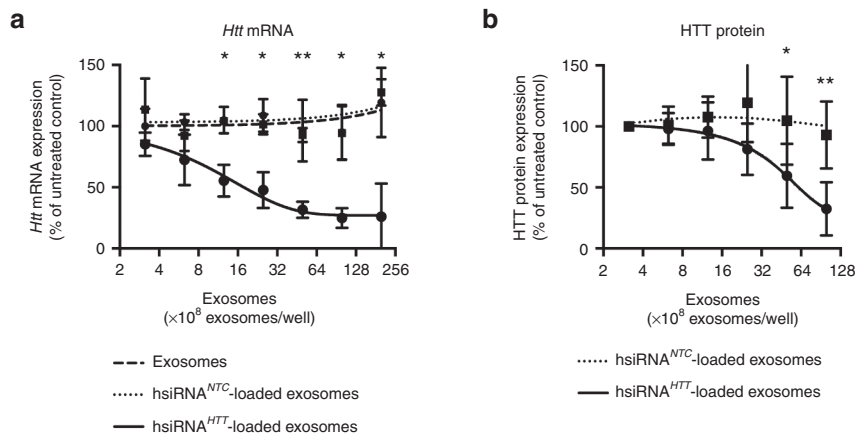 a
Htt mRNA
* * ** * *
150
100
50
0
Htt mRNA expression
(% of untreated control)
2 4 8 16 32 64 128 256
Exosomes
(×10⁸ exosomes/well)
Exosomes
hsiRNA^NTC-loaded exosomes
hsiRNA^HTT-loaded exosomes
b
HTT protein
*
**
150
100
50
0
HTT protein expression
(% of untreated control)
2 4 8 16 32 64 128
Exosomes
(×10⁸ exosomes/well)
hsiRNA^NTC-loaded exosomes
hsiRNA^HTT-loaded exosomes